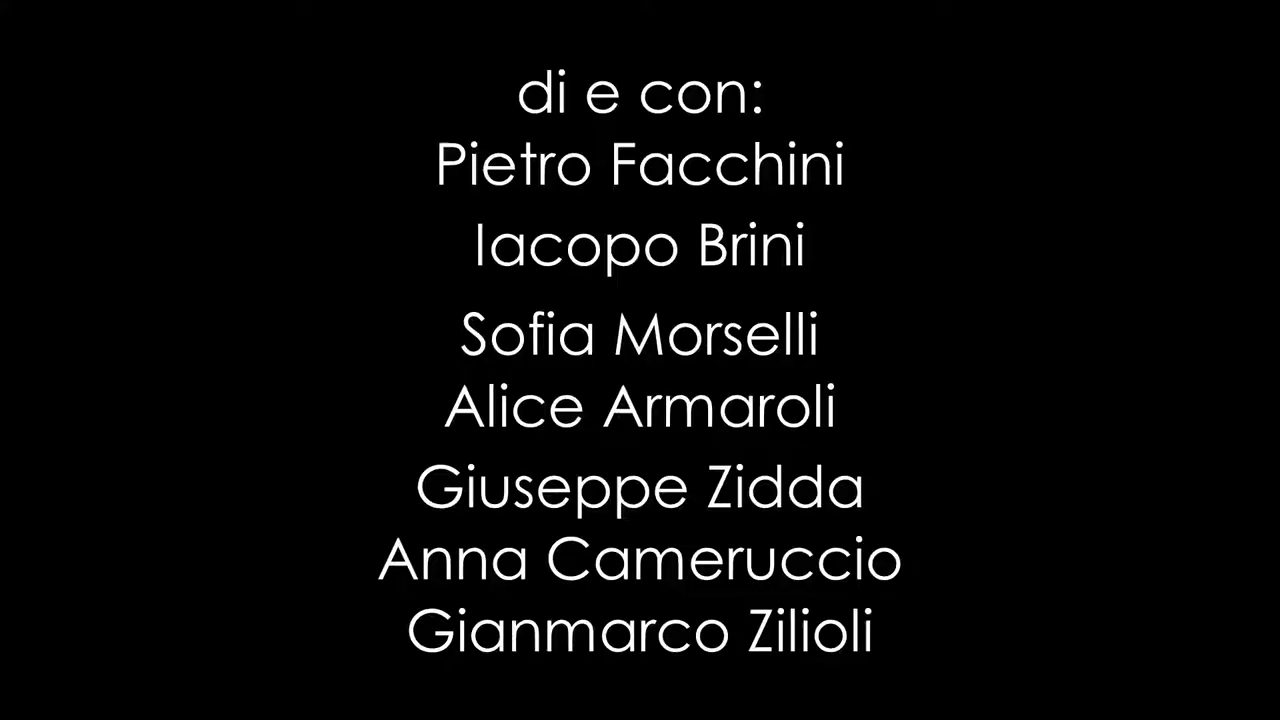 di e con:
Pietro Facchini
Iacopo Brini
Sofia Morselli
Alice Armaroli
Giuseppe Zidda
Anna Cameruccio
Gianmarco Zilioli